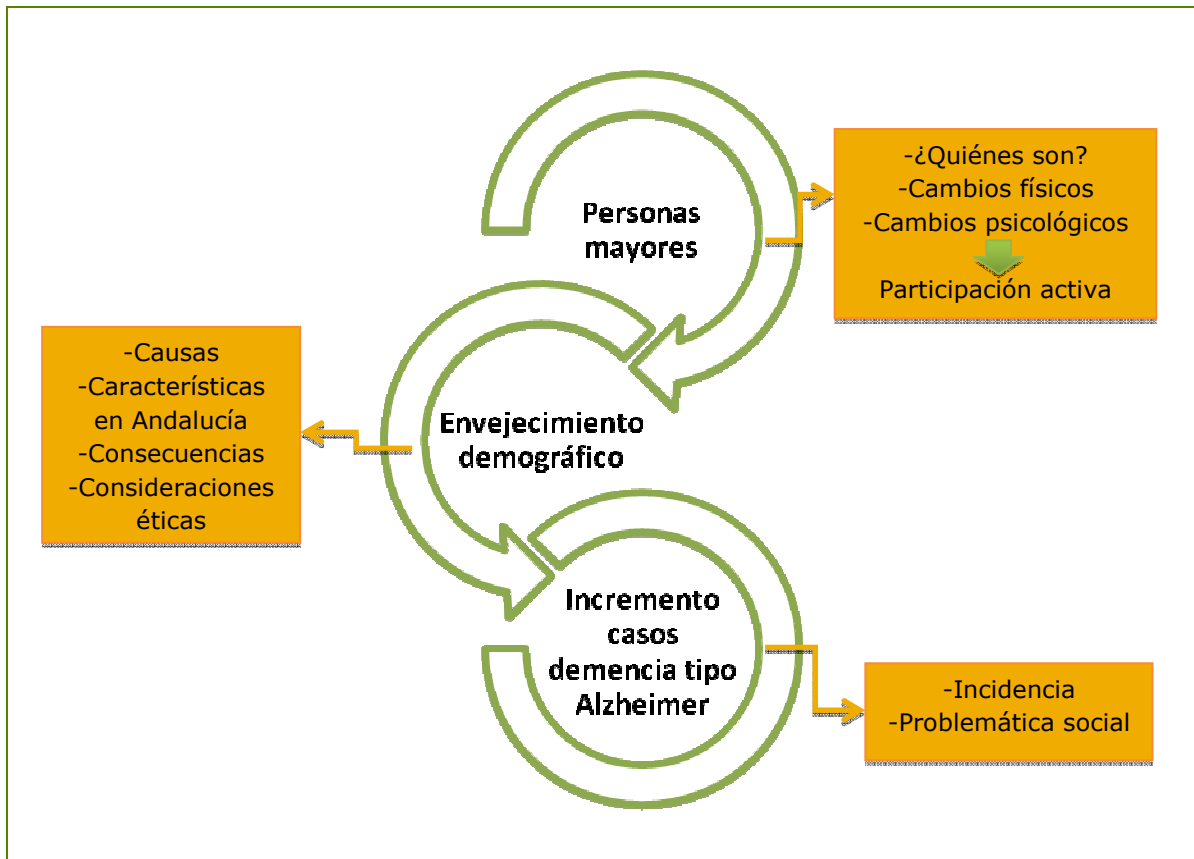 Personas
mayores
-¿Quiénes son?
-Cambios físicos
-Cambios psicológicos
Participación activa
Envejecimiento
demográfico
-Causas
-Características
en Andalucía
-Consecuencias
-Consideraciones
éticas
Incremento
casos
demencia tipo
Alzheimer
-Incidencia
-Problemática social